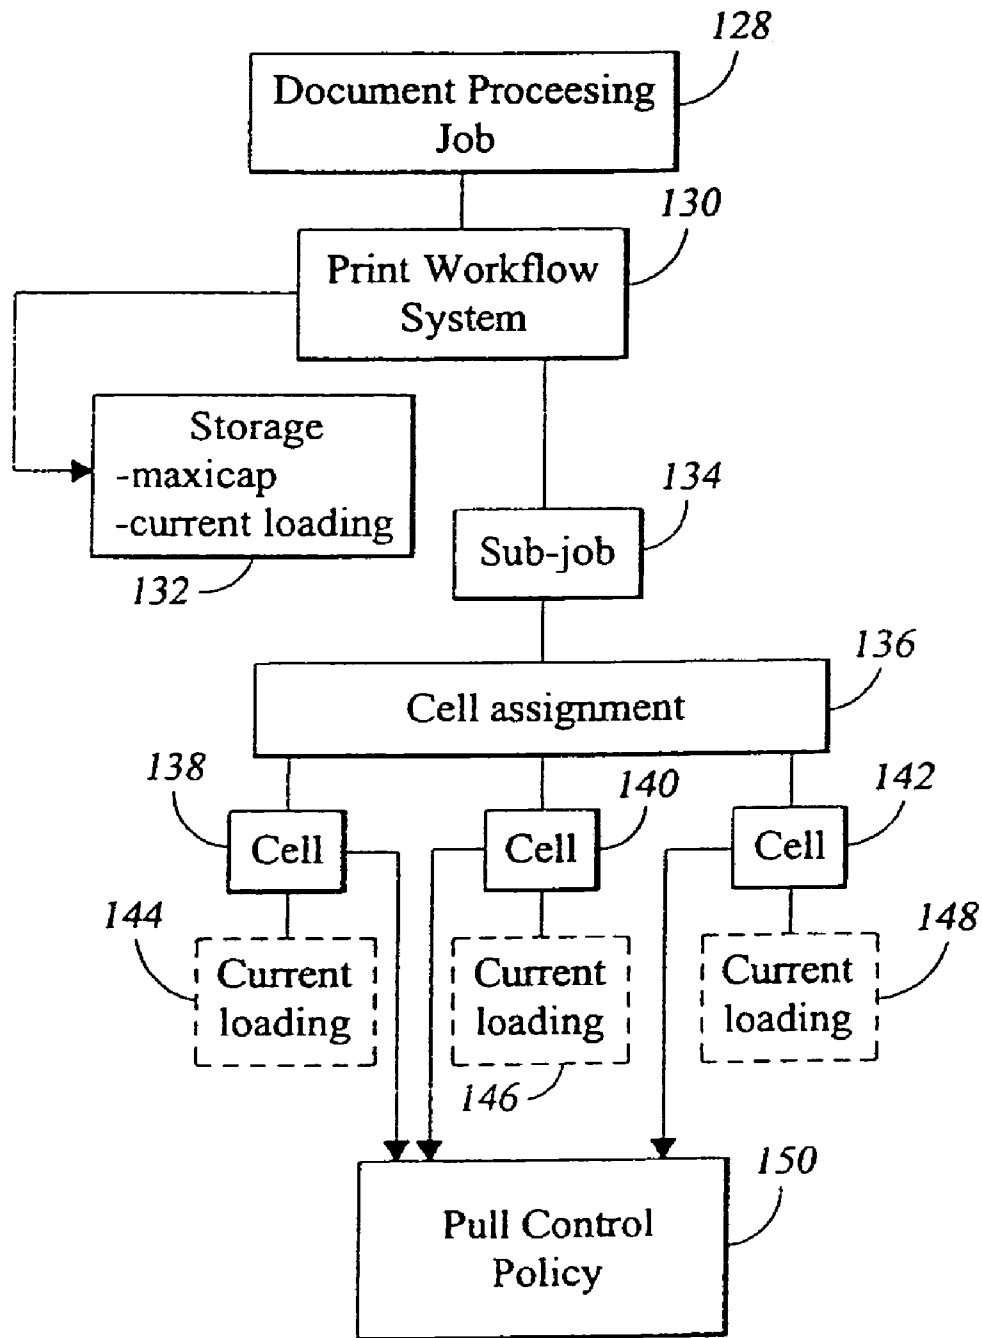 128
Document Proceesing
Job
130
Print Workflow
System
Storage
-maxicap
-current loading
132
134
Sub-job
136
Cell assignment
138
140
142
Cell
Cell
Cell
144
148
Current
loading
Current
loading
Current
loading
146
150
Pull Control
Policy